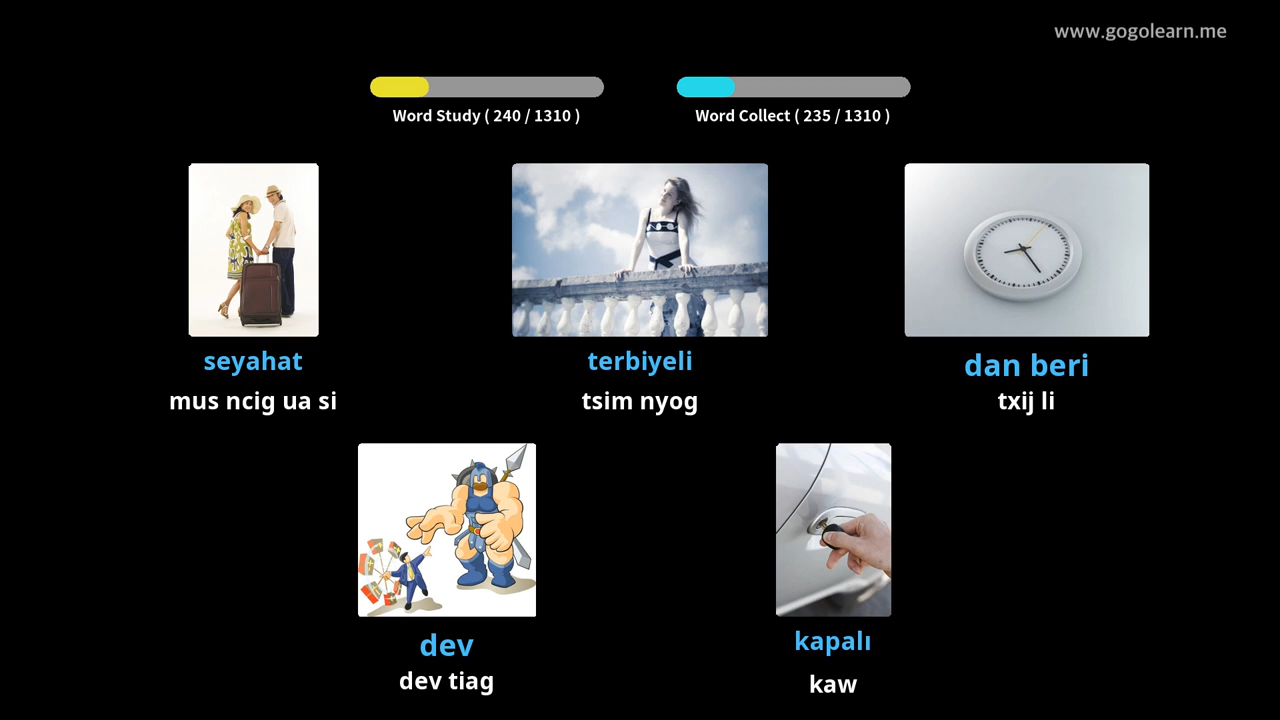 www.gogolearn.me
Word Study ( 240 / 1310 )
Word Collect ( 235 / 1310 )
seyahat
mus ncig ua si
terbiyeli
tsim nyog
dan beri
txij li
dev
dev tiag
kapalı
kaw